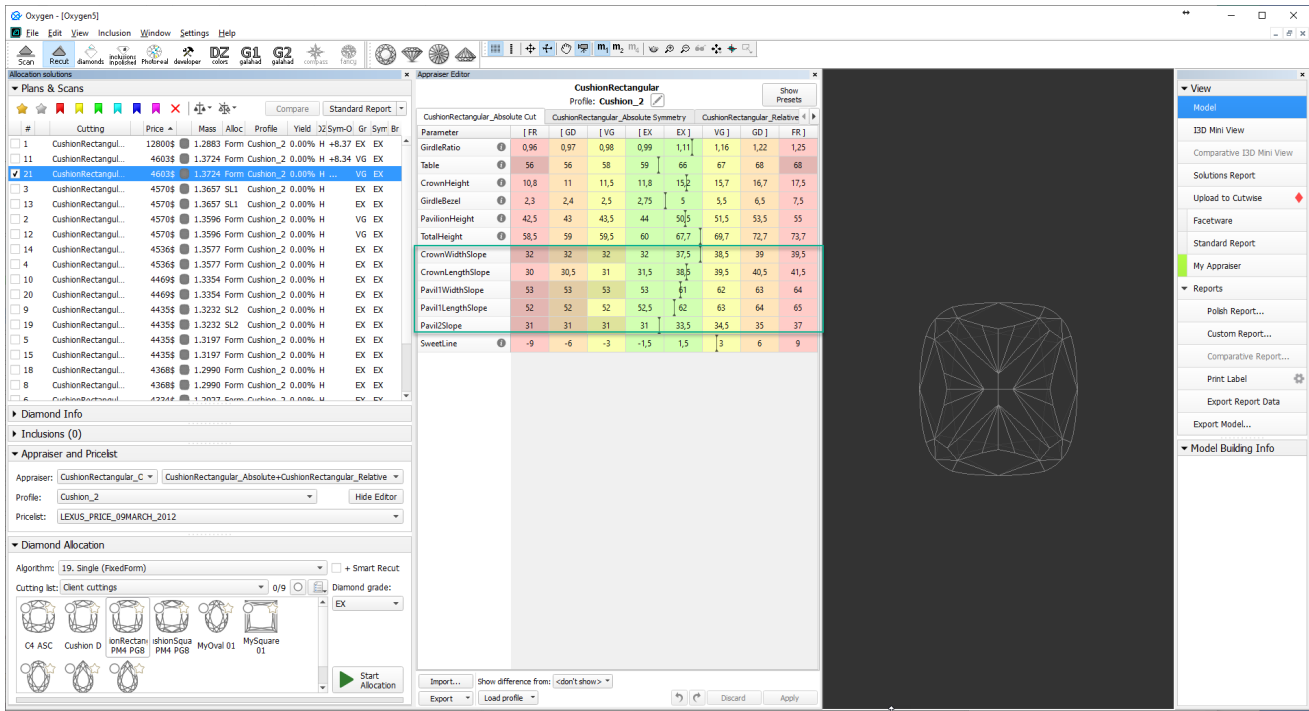 Oxygen - [Oxygen5]
File Edit View Inclusion Window Settings Help
Scan Recut diamonds inclusions inpolished Photoreal developer DZ colors G1 galahad G2 galahad compass fancy m1 m2 m
Allocation solutions
Plans & Scans
Compare Standard Report
# Cutting Price Mass Alloc Profile Yield Sym-O Gr Sym Br
1 CushionRectangul... 12800$ 1.2883 Form Cushion_2 0.00% H +8.37 EX EX
11 CushionRectangul... 4603$ 1.3724 Form Cushion_2 0.00% H +8.34 VG EX
21 CushionRectangul... 4603$ 1.3724 Form Cushion_2 0.00% H ... VG EX
3 CushionRectangul... 4570$ 1.3657 SL1 Cushion_2 0.00% H EX EX
13 CushionRectangul... 4570$ 1.3657 SL1 Cushion_2 0.00% H EX EX
2 CushionRectangul... 4570$ 1.3596 Form Cushion_2 0.00% H VG EX
12 CushionRectangul... 4570$ 1.3596 Form Cushion_2 0.00% H VG EX
14 CushionRectangul... 4536$ 1.3577 Form Cushion_2 0.00% H EX EX
4 CushionRectangul... 4536$ 1.3577 Form Cushion_2 0.00% H EX EX
10 CushionRectangul... 4469$ 1.3354 Form Cushion_2 0.00% H EX EX
20 CushionRectangul... 4469$ 1.3354 Form Cushion_2 0.00% H EX EX
9 CushionRectangul... 4435$ 1.3232 SL2 Cushion_2 0.00% H EX EX
19 CushionRectangul... 4435$ 1.3232 SL2 Cushion_2 0.00% H EX EX
5 CushionRectangul... 4435$ 1.3197 Form Cushion_2 0.00% H EX EX
15 CushionRectangul... 4435$ 1.3197 Form Cushion_2 0.00% H EX EX
18 CushionRectangul... 4368$ 1.2990 Form Cushion_2 0.00% H EX EX
8 CushionRectangul... 4368$ 1.2990 Form Cushion_2 0.00% H EX EX
Diamond Info
Inclusions (0)
Appraiser and Pricelist
Appraiser: CushionRectangular_C CushionRectangular_Absolute+CushionRectangular_Relative
Profile: Cushion_2 Hide Editor
Pricelist: LEXUS_PRICE_09MARCH_2012
Diamond Allocation
Algorithm: 19. Single (FixedForm) + Smart Recut
Cutting list: Client cuttings 0/9 Diamond grade:
EX
C4 ASC Cushion D ionRectan PM4 PG8 ishionSqua PM4 PG8 MyOval 01 MySquare 01
Start Allocation
Appraiser Editor
CushionRectangular
Profile: Cushion_2
Show Presets
CushionRectangular_Absolute Cut CushionRectangular_Absolute Symmetry CushionRectangular_Relative
Parameter [ FR [ GD [ VG [ EX EX ] VG ] GD ] FR ]
GirdleRatio 0,96 0,97 0,98 0,99 1,11 1,16 1,22 1,25
Table 56 56 58 59 66 67 68 68
CrownHeight 10,8 11 11,5 11,8 15,2 15,7 16,7 17,5
GirdleBezel 2,3 2,4 2,5 2,75 5 5,5 6,5 7,5
PavilionHeight 42,5 43 43,5 44 50,5 51,5 53,5 55
TotalHeight 58,5 59 59,5 60 67,7 69,7 72,7 73,7
CrownWidthSlope 32 32 32 32 37,5 38,5 39 39,5
CrownLengthSlope 30 30,5 31 31,5 38,5 39,5 40,5 41,5
Pavil1WidthSlope 53 53 53 53 61 62 63 64
Pavil1LengthSlope 52 52 52 52,5 62 63 64 65
Pavil2Slope 31 31 31 31 33,5 34,5 35 37
SweetLine -9 -6 -3 -1,5 1,5 3 6 9
Import... Show difference from: <don't show>
Export Load profile Discard Apply
View
Model
I3D Mini View
Comparative I3D Mini View
Solutions Report
Upload to Cutwise
Facetware
Standard Report
My Appraiser
Reports
Polish Report...
Custom Report...
Comparative Report...
Print Label
Export Report Data
Export Model...
Model Building Info